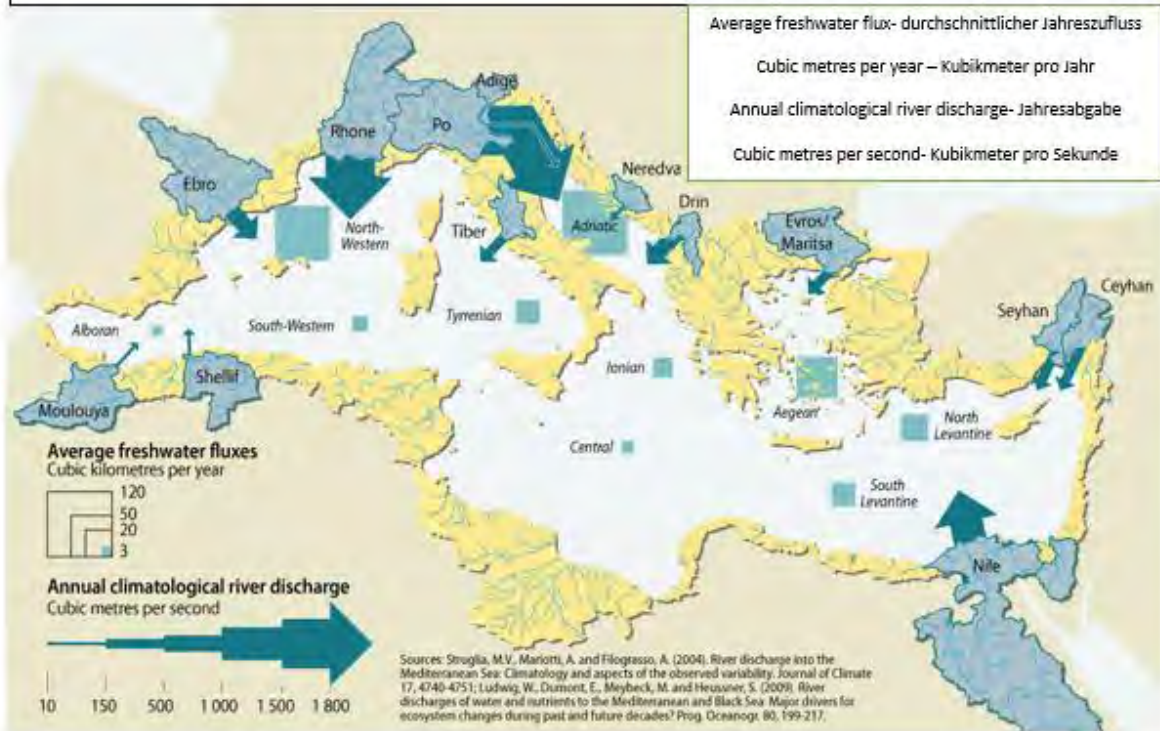 Average freshwater flux- durchschnittlicher Jahreszufluss
Cubic metres per year – Kubikmeter pro Jahr
Annual climatological river discharge- Jahresabgabe
Cubic metres per second- Kubikmeter pro Sekunde
Adige
Rhone
Po
Neredva
Ebro
Drin
North-
Western
Tiber
Adriatic
Evros/
Maritsa
Ceyhan
Seyhan
Alboran
South-Western
Tyrrenian
Ionian
Shellif
Moulouya
Aegean
North
Levantine
Central
South
Levantine
Nile
Average freshwater fluxes
Cubic kilometres per year
120
50
20
3
Annual climatological river discharge
Cubic metres per second
10 150 500 1 000 1 500 1 800
Sources: Struglia, M.V., Mariotti, A. and Filograsso, A. (2004). River discharge into the
Mediterranean Sea: Climatology and aspects of the observed variability. Journal of Climate
17, 4740-4751; Ludwig, W., Dumont, E., Meybeck, M. and Heussner, S. (2009). River
discharges of water and nutrients to the Mediterranean and Black Sea: Major drivers for
ecosystem changes during past and future decades? Prog. Oceanogr. 80, 199-217.